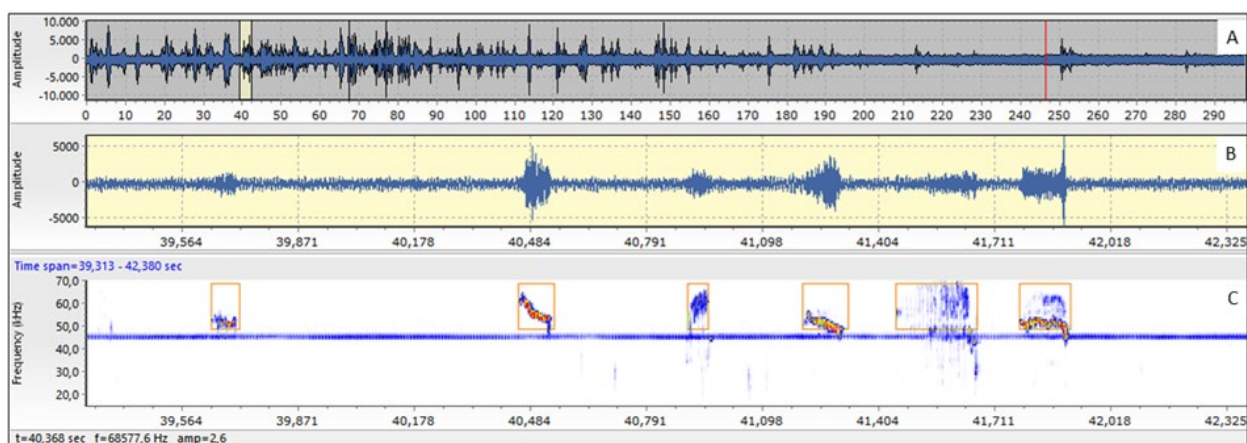 10.000
A
5.000
Amplitude
0
-5.000
-10.000
0 10 20 30 40 50 60 70 80 90 100 110 120 130 140 150 160 170 180 190 200 210 220 230 240 250 260 270 280 290
5000
B
Amplitude
0
-5000
39,564 39,871 40,178 40,484 40,791 41,098 41,404 41,711 42,018 42,325
Time span=39,313 - 42,380 sec
70,0
C
60,0
Frequency (kHz)
50,0
40,0
30,0
20,0
39,564 39,871 40,178 40,484 40,791 41,098 41,404 41,711 42,018 42,325
t=40,368 sec f=68577,6 Hz amp=2,6